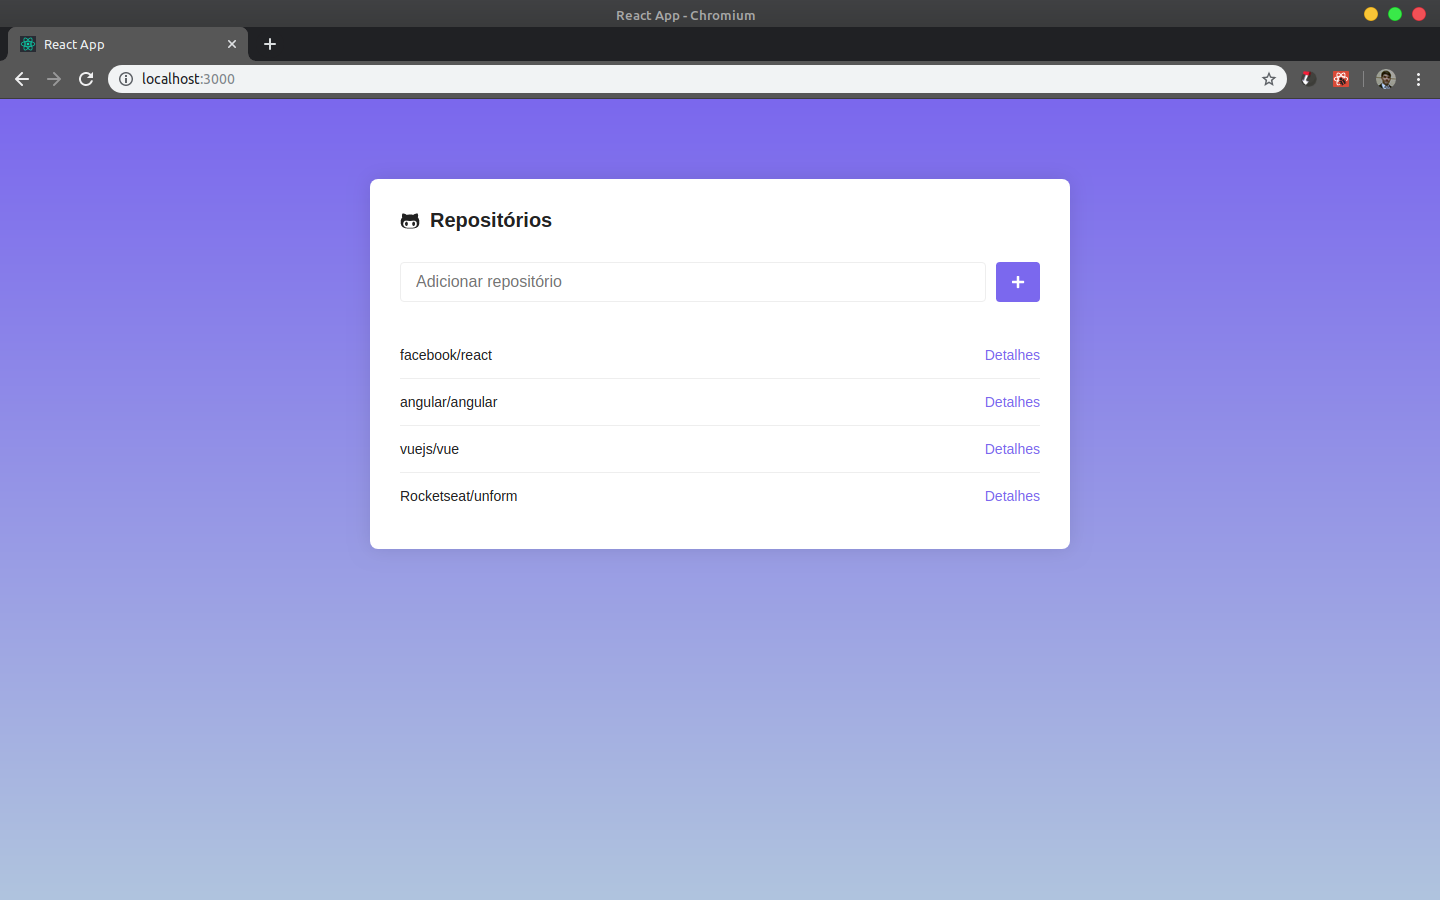 React App - Chromium
React App
localhost:3000
Repositórios
Adicionar repositório
facebook/react Detalhes
angular/angular Detalhes
vuejs/vue Detalhes
Rocketseat/unform Detalhes